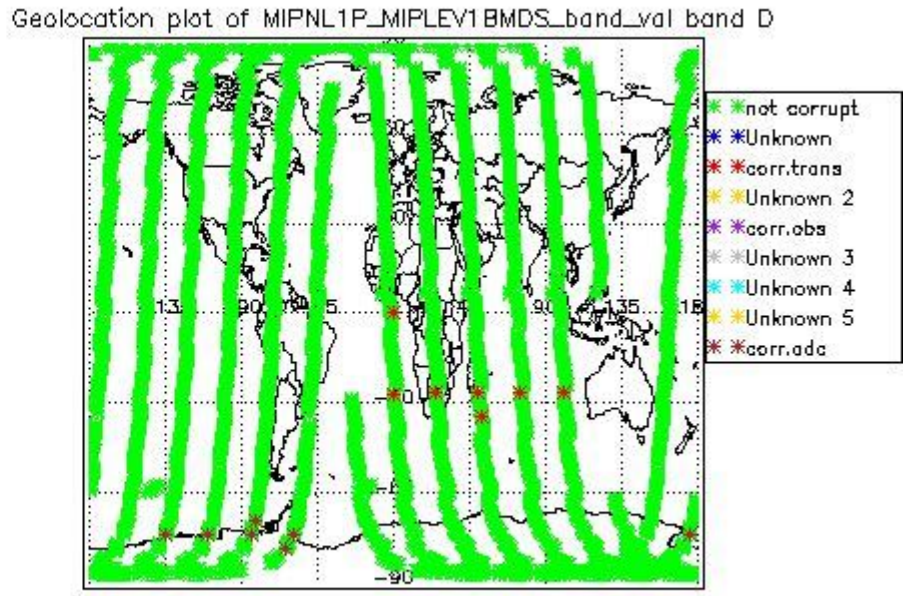 Geolocation plot of MIPNL1P_MIPLEV1BMDS_band_val band D
not corrupt
Unknown
corr.trans
Unknown 2
corr.obs
Unknown 3
Unknown 4
Unknown 5
corr.adc
90
135
-90